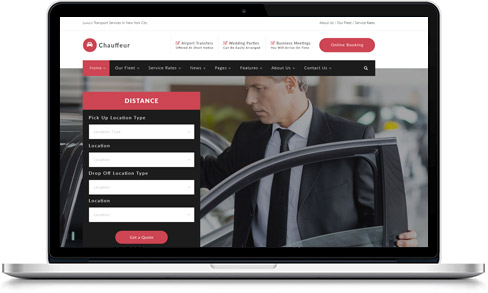 Luxury Transport Services in New York City
About Us / Our Fleet / Service Rates
Chauffeur
Airport Transfers
Offered At Short Notice
Wedding Parties
Can Be Easily Arranged
Business Meetings
You Will Arrive On Time
Online Booking
Home
Our Fleet
Service Rates
News
Pages
Features
About Us
Contact Us
DISTANCE
Pick Up Location Type
Location Type
Location
Location
Drop Off Location Type
Location
Location
Location
Get a Quote